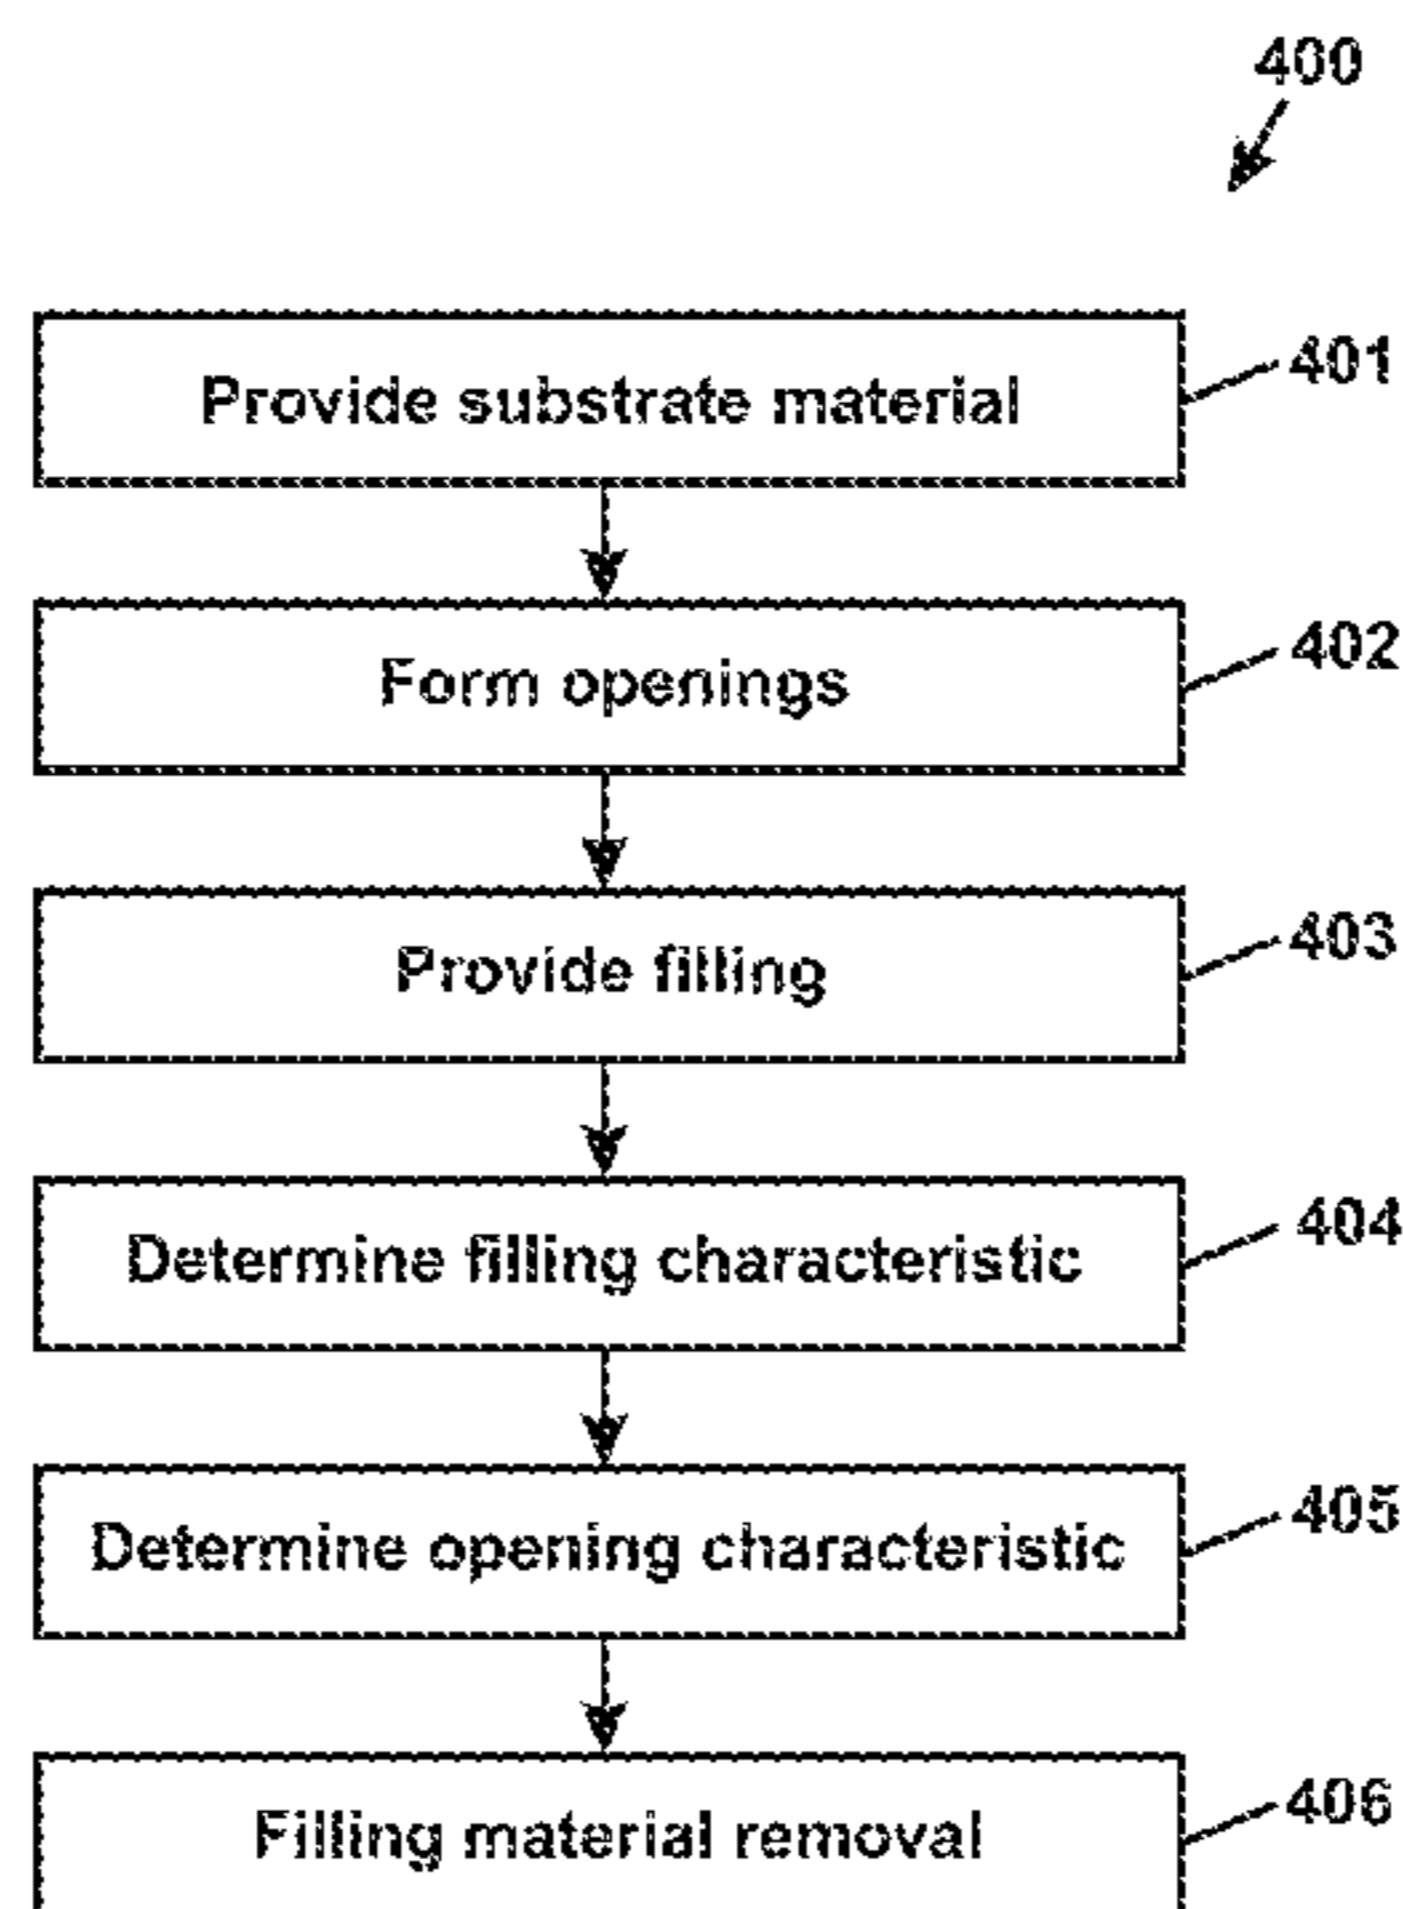 400
Provide substrate material
401
Form openings
402
Provide filling
403
Determine filling characteristic
404
Determine opening characteristic
405
Filling material removal
406